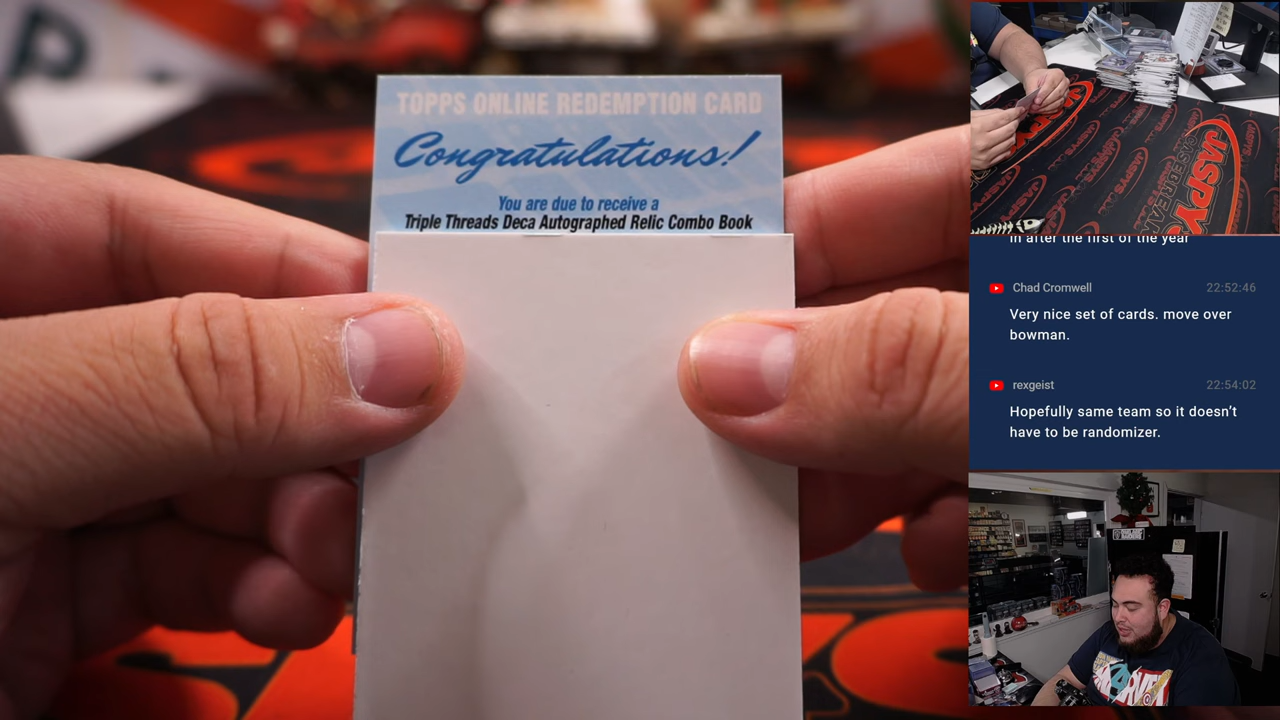 TOPPS ONLINE REDEMPTION CARD
Congratulations!
You are due to receive a
Triple Threads Deca Autographed Relic Combo Book
JASPYS
CASEBREAK
in after the first of the year
Chad Cromwell 22:52:46
Very nice set of cards. move over
bowman.
rexgeist 22:54:02
Hopefully same team so it doesn't
have to be randomizer.